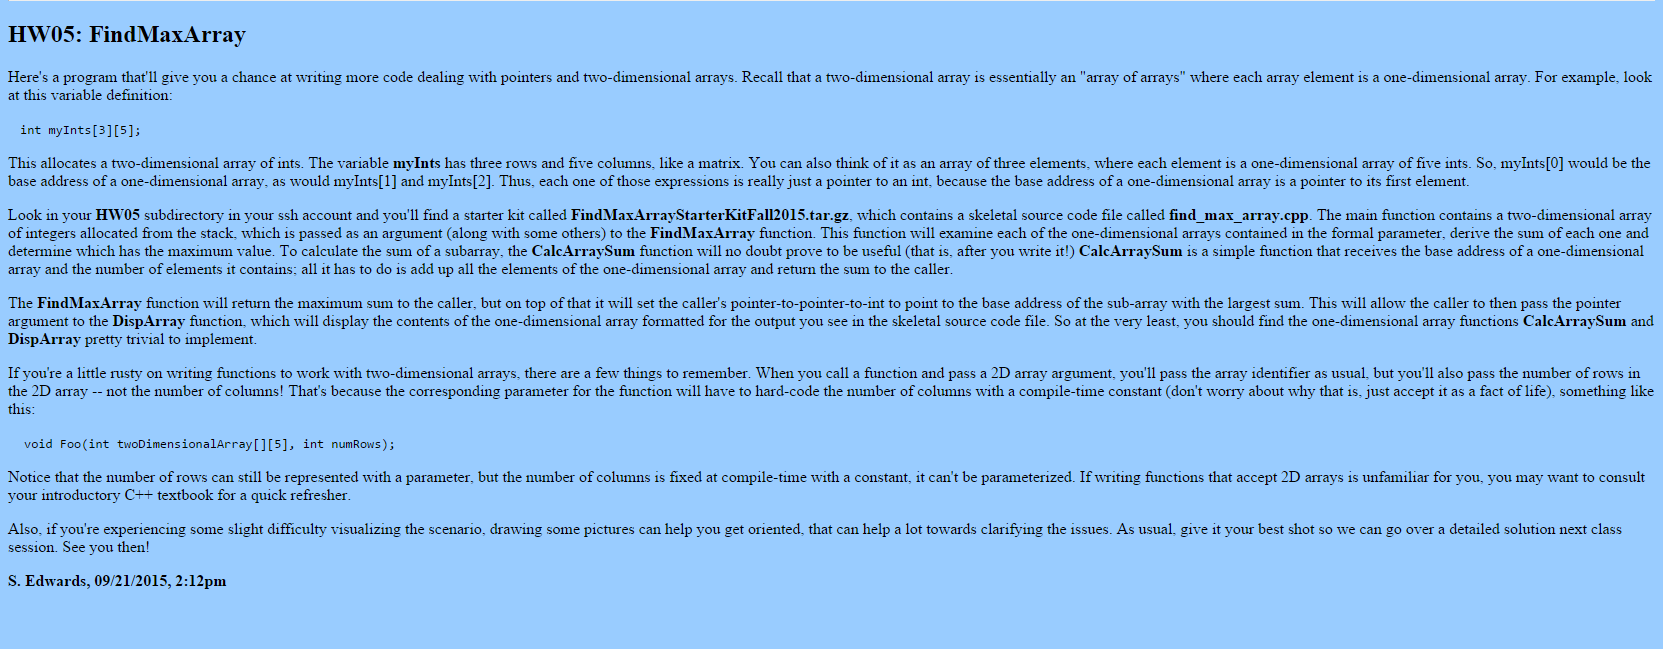 HW05: FindMaxArray
Here's a program that'll give you a chance at writing more code dealing with pointers and two-dimensional arrays. Recall that a two-dimensional array is essentially an "array of arrays" where each array element is a one-dimensional array. For example, look
at this variable definition:
int myInts[3][5];
This allocates a two-dimensional array of ints. The variable myInts has three rows and five columns, like a matrix. You can also think of it as an array of three elements, where each element is a one-dimensional array of five ints. So, myInts[0] would be the
base address of a one-dimensional array, as would myInts[1] and myInts[2]. Thus, each one of those expressions is really just a pointer to an int, because the base address of a one-dimensional array is a pointer to its first element.
Look in your HW05 subdirectory in your ssh account and you'll find a starter kit called FindMaxArrayStarterKitFall2015.tar.gz, which contains a skeletal source code file called find_max_array.cpp. The main function contains a two-dimensional array
of integers allocated from the stack, which is passed as an argument (along with some others) to the FindMaxArray function. This function will examine each of the one-dimensional arrays contained in the formal parameter, derive the sum of each one and
determine which has the maximum value. To calculate the sum of a subarray, the CalcArraySum function will no doubt prove to be useful (that is, after you write it!) CalcArraySum is a simple function that receives the base address of a one-dimensional
array and the number of elements it contains; all it has to do is add up all the elements of the one-dimensional array and return the sum to the caller.
The FindMaxArray function will return the maximum sum to the caller, but on top of that it will set the caller's pointer-to-pointer-to-int to point to the base address of the sub-array with the largest sum. This will allow the caller to then pass the pointer
argument to the DispArray function, which will display the contents of the one-dimensional array formatted for the output you see in the skeletal source code file. So at the very least, you should find the one-dimensional array functions CalcArraySum and
DispArray pretty trivial to implement.
If you're a little rusty on writing functions to work with two-dimensional arrays, there are a few things to remember. When you call a function and pass a 2D array argument, you'll pass the array identifier as usual, but you'll also pass the number of rows in
the 2D array -- not the number of columns! That's because the corresponding parameter for the function will have to hard-code the number of columns with a compile-time constant (don't worry about why that is, just accept it as a fact of life), something like
this:
void Foo(int twoDimensionalArray[][5], int numRows);
Notice that the number of rows can still be represented with a parameter, but the number of columns is fixed at compile-time with a constant, it can't be parameterized. If writing functions that accept 2D arrays is unfamiliar for you, you may want to consult
your introductory C++ textbook for a quick refresher.
Also, if you're experiencing some slight difficulty visualizing the scenario, drawing some pictures can help you get oriented, that can help a lot towards clarifying the issues. As usual, give it your best shot so we can go over a detailed solution next class
session. See you then!
S. Edwards, 09/21/2015, 2:12pm